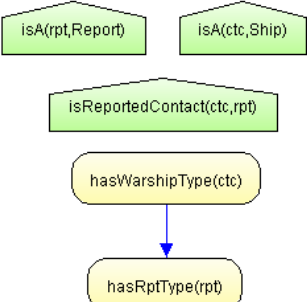 isA(rpt,Report)
isA(ctc,Ship)
isReportedContact(ctc,rpt)
hasWarshipType(ctc)
hasRptType(rpt)